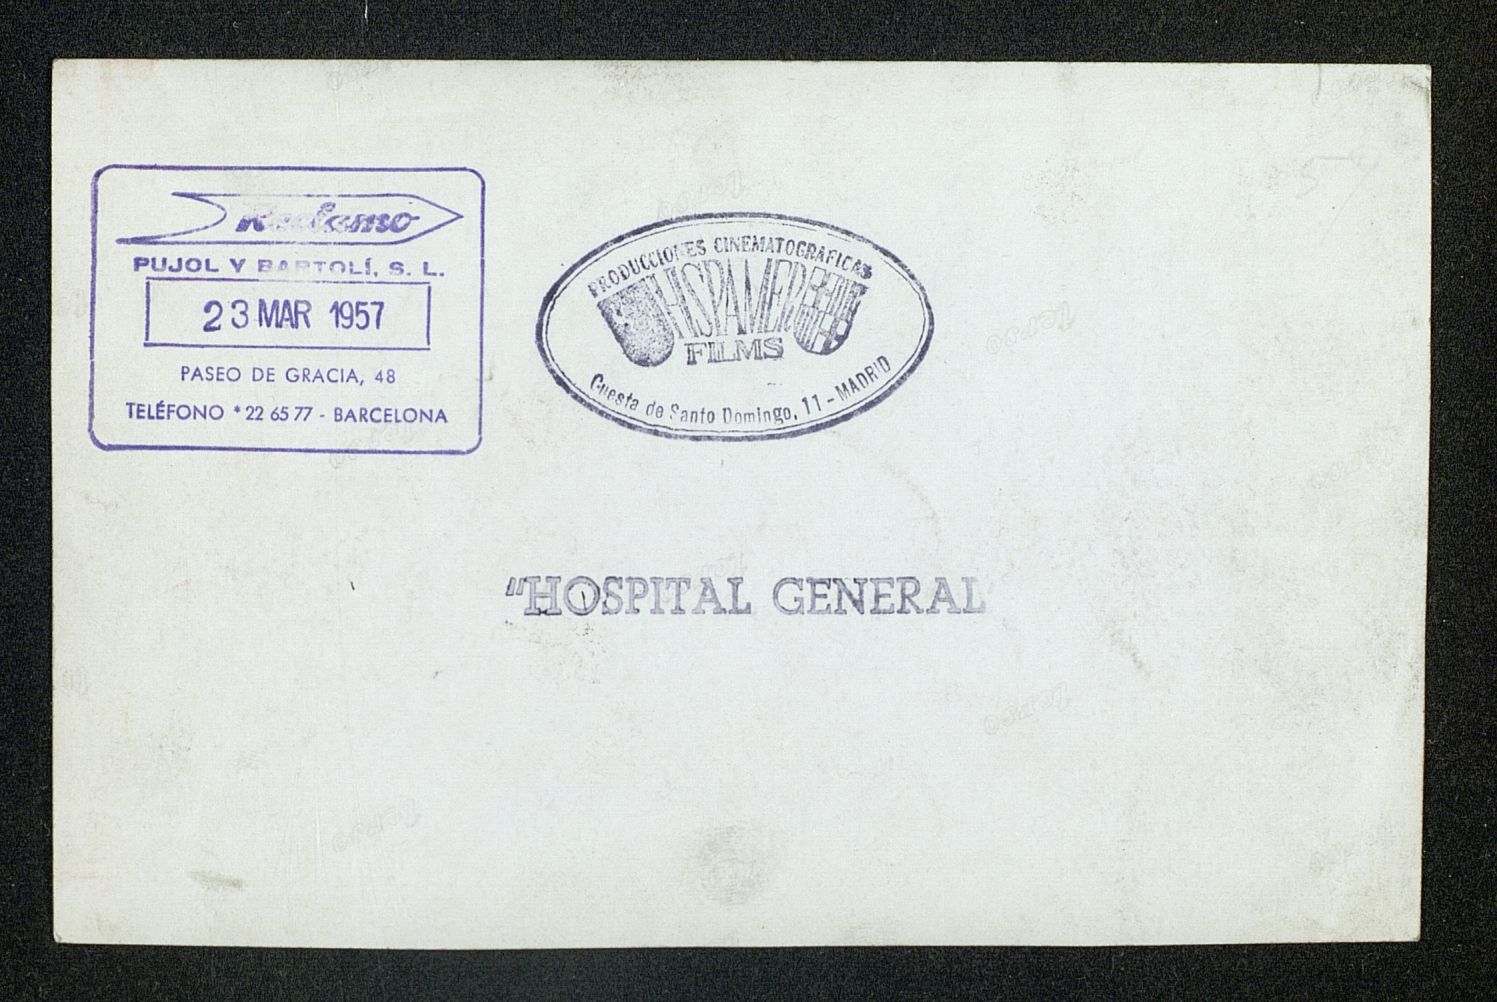 Reclamo
PUJOL Y BARTOLÍ, S. L.
23 MAR 1957
PASEO DE GRACIA, 48
TELÉFONO *22 65 77 - BARCELONA
PRODUCCIONES CINEMATOGRAFICAS
HISPAMER
FILMS
Cuesta de Santo Domingo, 11 - MADRID
"HOSPITAL GENERAL